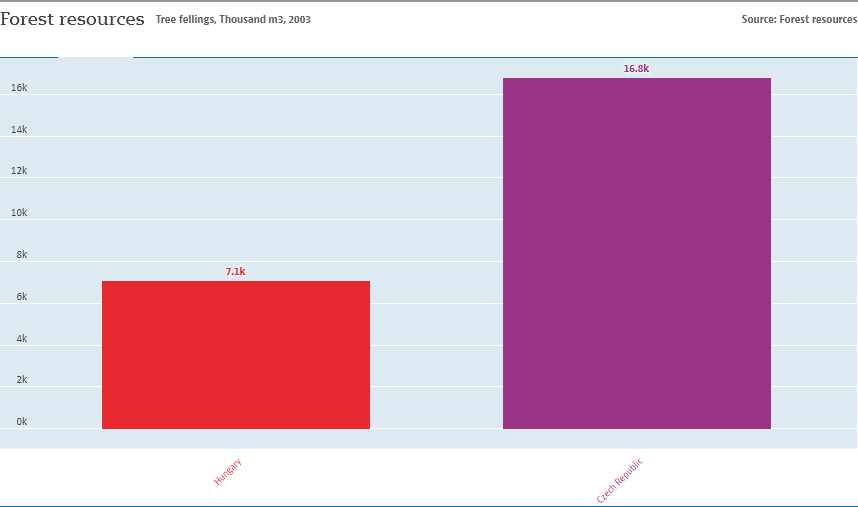 Forest resources Tree fellings, Thousand m3, 2003 Source: Forest resources
16.8k
16k
14k
12k
10k
8k
7.1k
6k
4k
2k
0k
Hungary Czech Republic